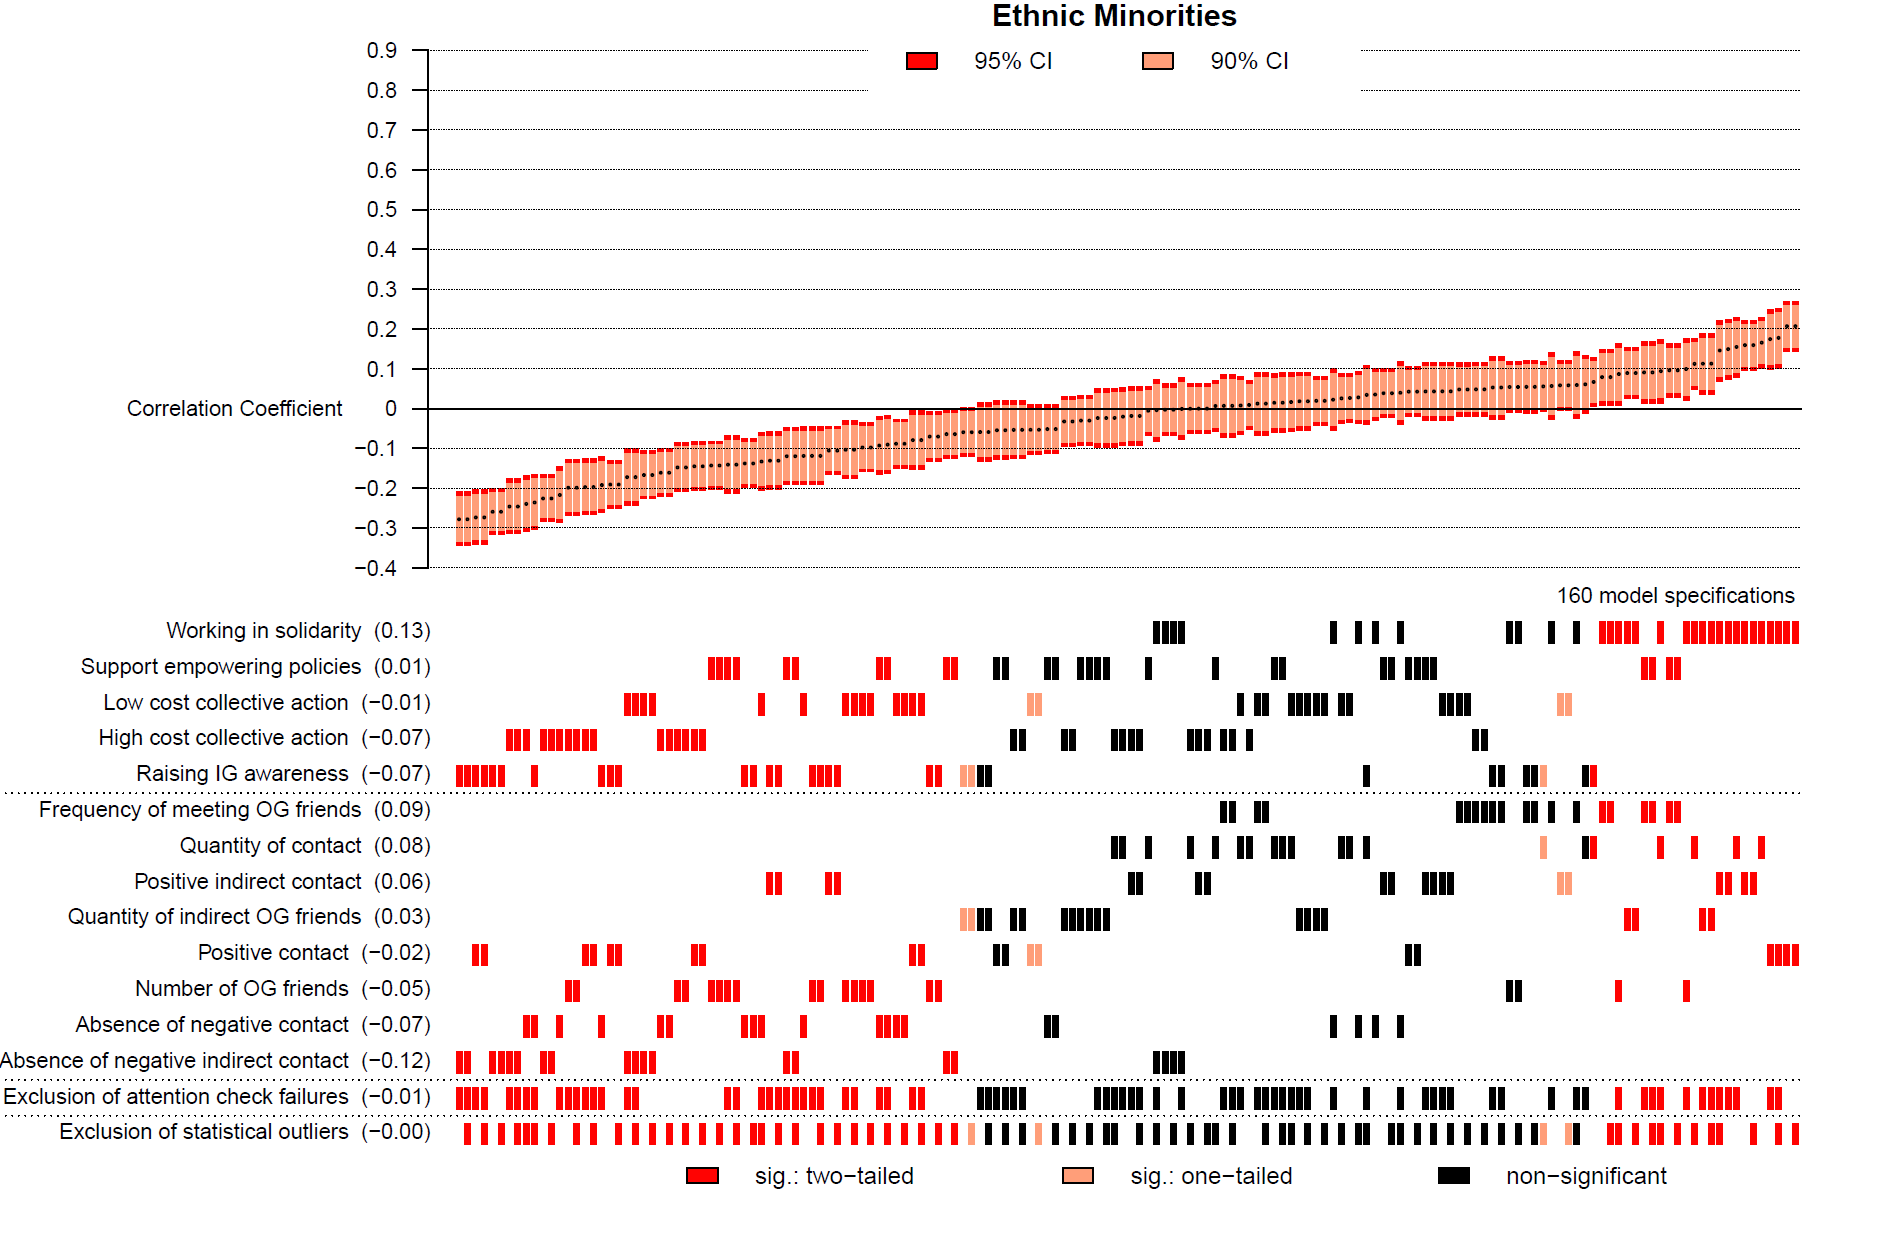 Ethnic Minorities
95% CI 90% CI
0.9
0.8
0.7
0.6
0.5
0.4
0.3
0.2
0.1
Correlation Coefficient 0
−0.1
−0.2
−0.3
−0.4
160 model specifications
Working in solidarity (0.13)
Support empowering policies (0.01)
Low cost collective action (−0.01)
High cost collective action (−0.07)
Raising IG awareness (−0.07)
Frequency of meeting OG friends (0.09)
Quantity of contact (0.08)
Positive indirect contact (0.06)
Quantity of indirect OG friends (0.03)
Positive contact (−0.02)
Number of OG friends (−0.05)
Absence of negative contact (−0.07)
Absence of negative indirect contact (−0.12)
Exclusion of attention check failures (−0.01)
Exclusion of statistical outliers (−0.00)
sig.: two−tailed sig.: one−tailed non−significant